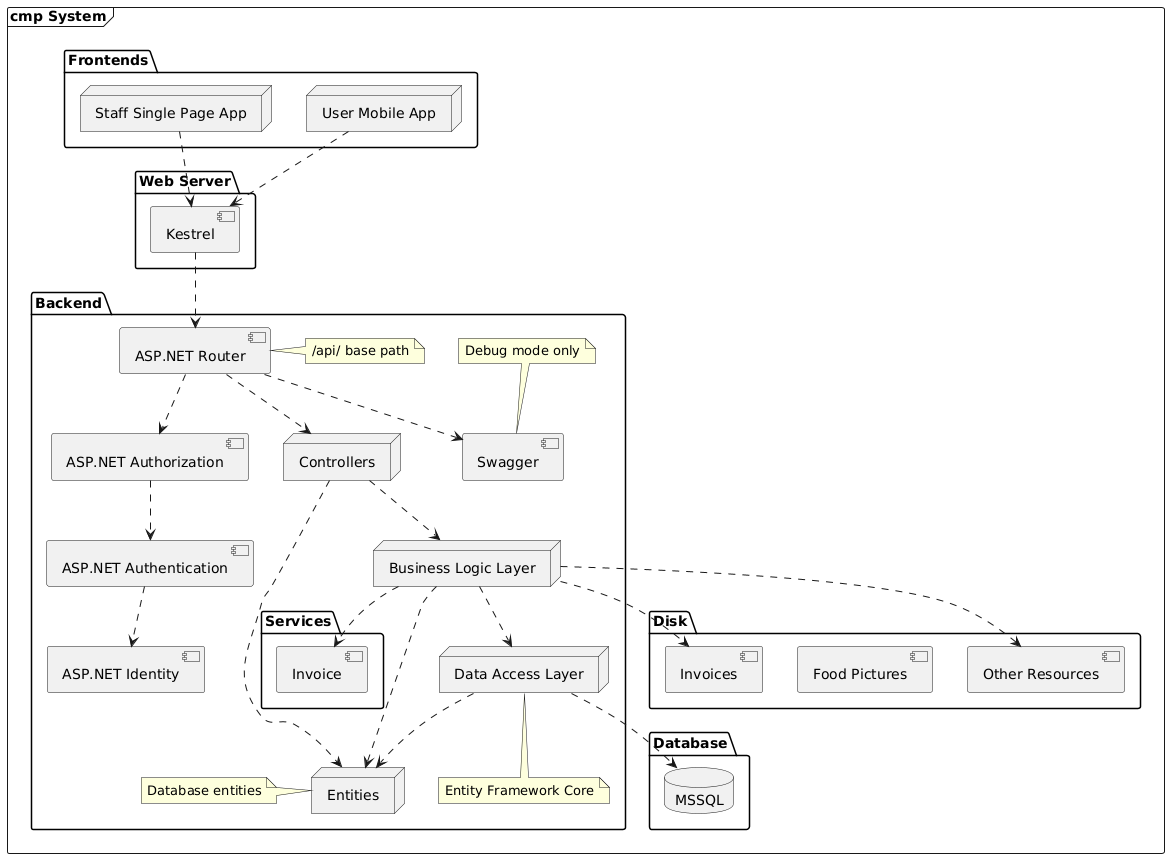 cmp System
Frontends
Staff Single Page App
User Mobile App
Web Server
Kestrel
Backend
ASP.NET Router
/api/ base path
Debug mode only
ASP.NET Authorization
Controllers
Swagger
ASP.NET Authentication
Business Logic Layer
Services
Disk
ASP.NET Identity
Invoice
Data Access Layer
Invoices
Food Pictures
Other Resources
Database
Database entities
Entities
Entity Framework Core
MSSQL